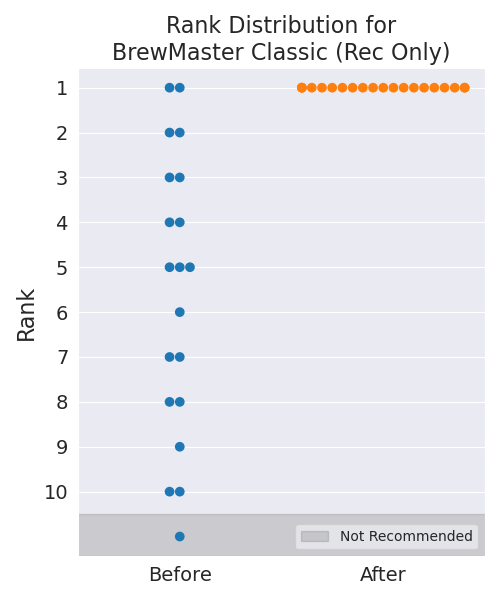 Rank Distribution for
BrewMaster Classic (Rec Only)
Rank
1
2
3
4
5
6
7
8
9
10
Not Recommended
Before After